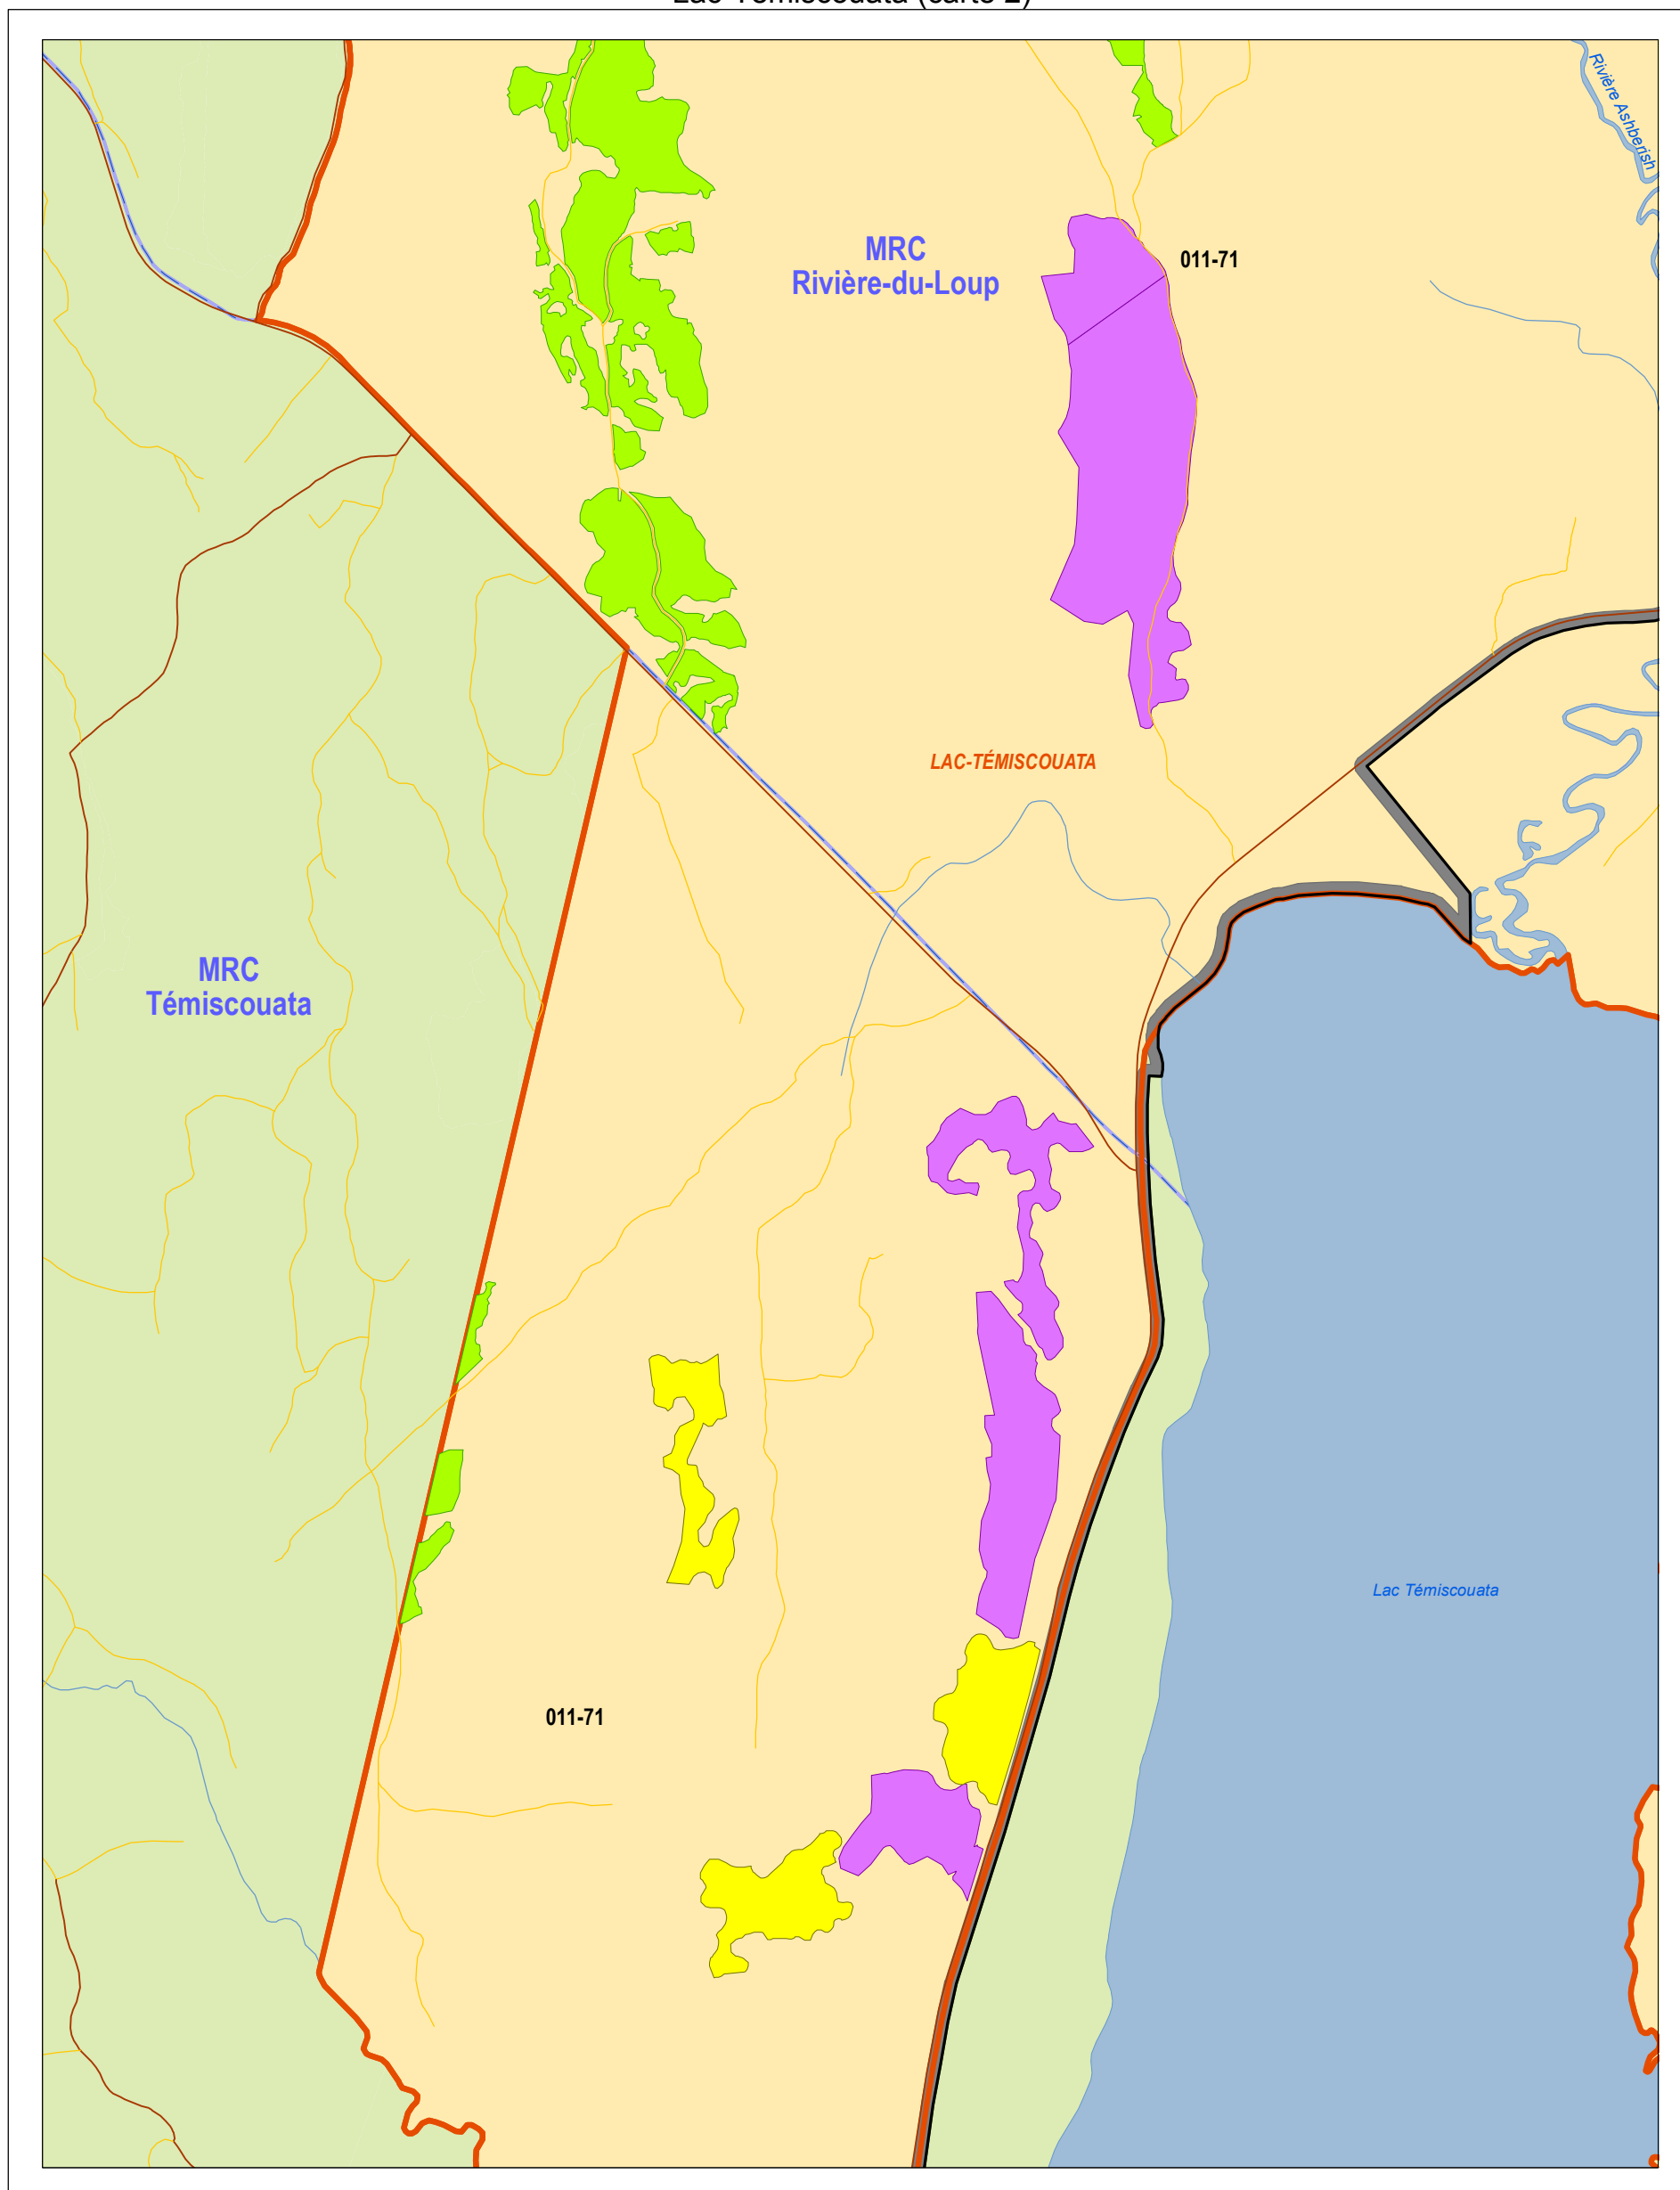 Lac-Témiscouata (carte 2)
Rivière Ashberish
MRC
Rivière-du-Loup
011-71
LAC-TÉMISCOUATA
MRC
Témiscouata
Lac Témiscouata
011-71